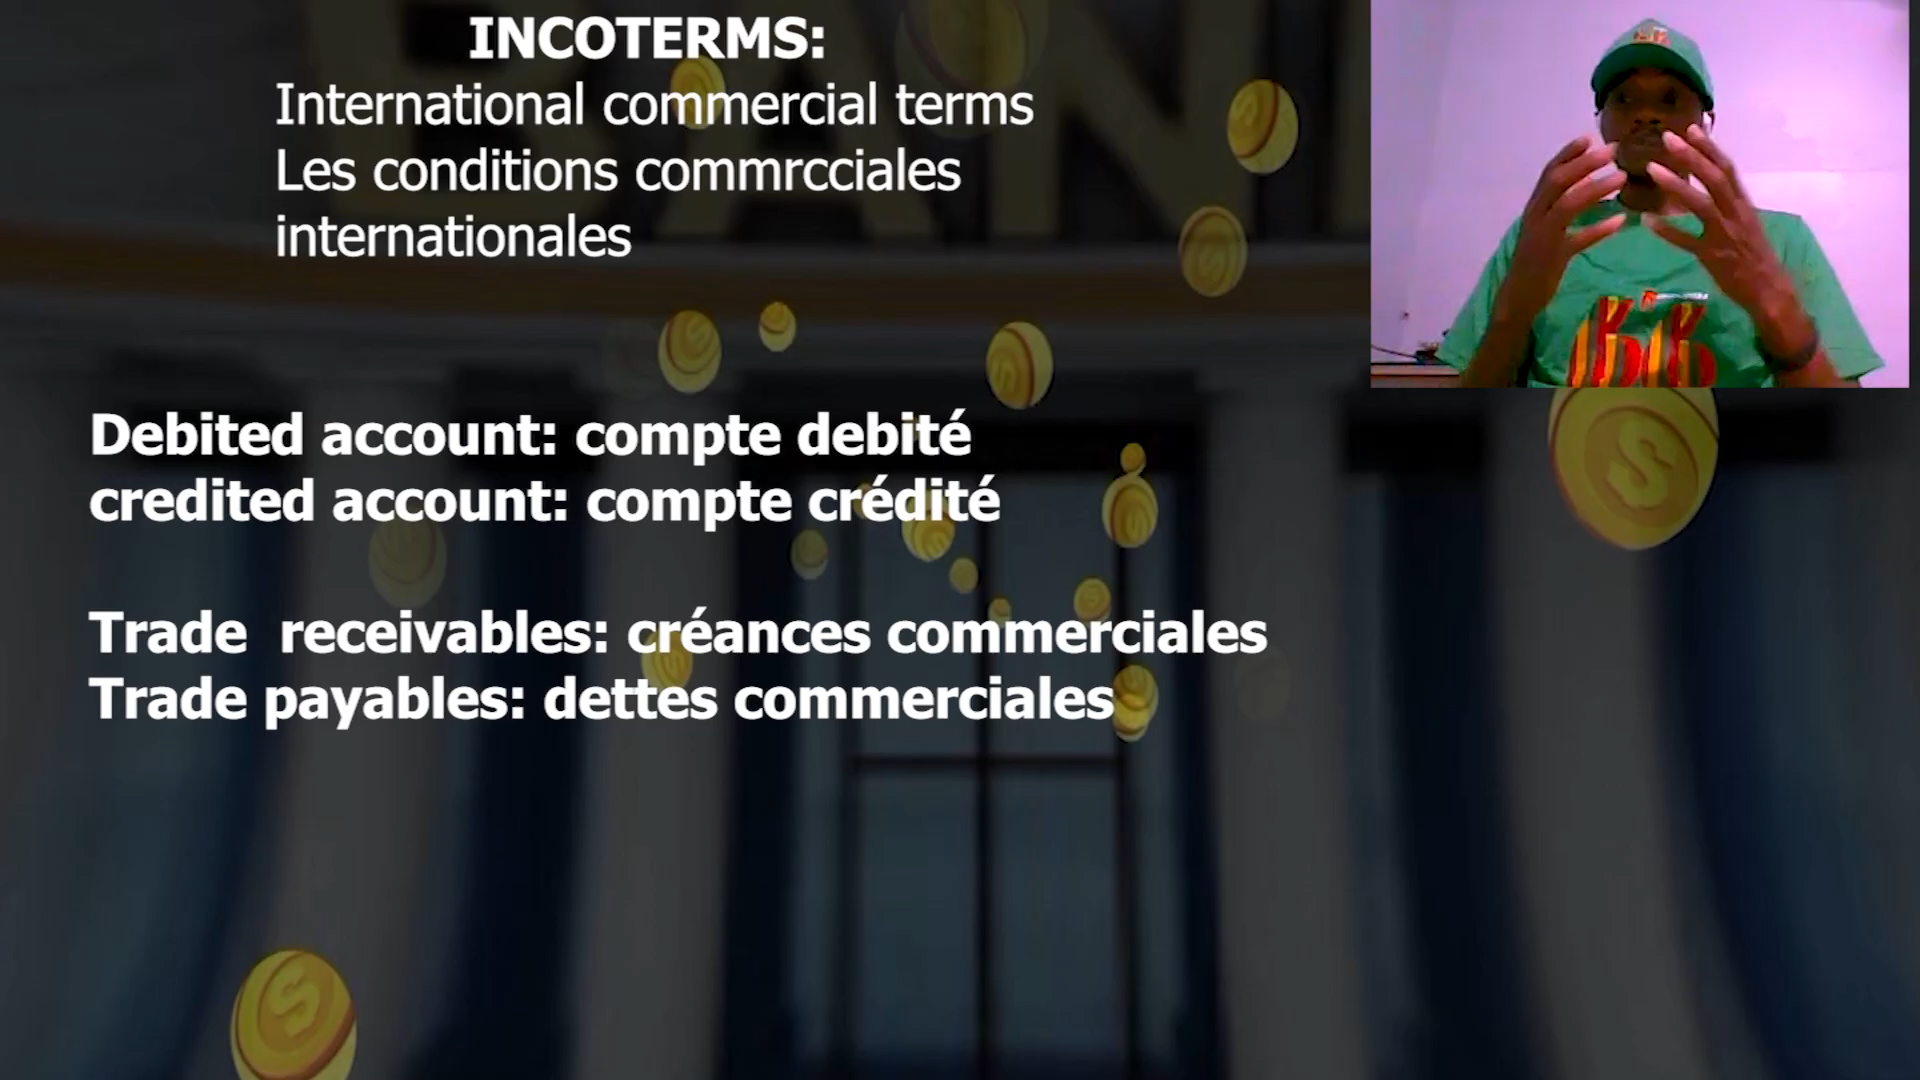 INCOTERMS:
International commercial terms
Les conditions commrcciales
internationales
Debited account: compte debité
credited account: compte crédité
Trade  receivables: créances commerciales
Trade payables: dettes commerciales